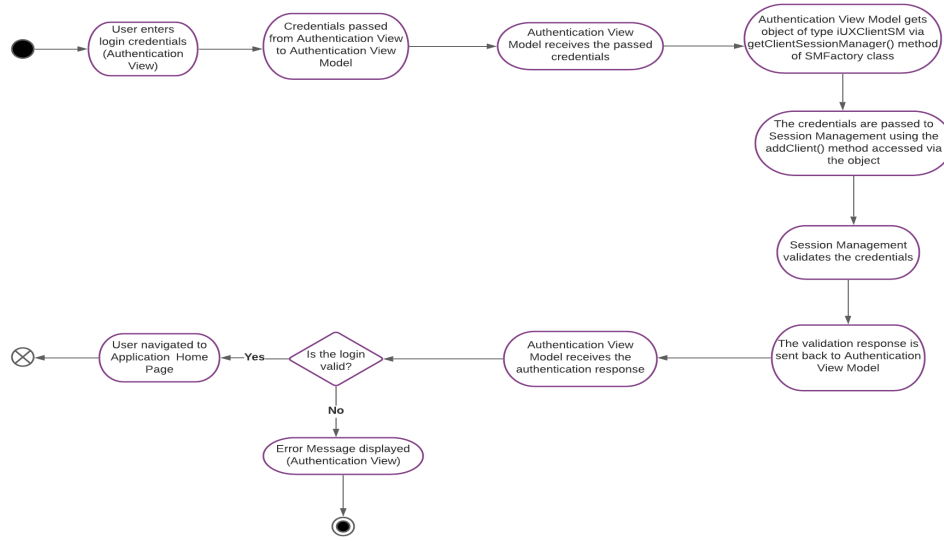 User enters
login credentials
(Authentication
View)
Credentials passed
from Authentication View
to Authentication View
Model
Authentication View
Model receives the passed
credentials
Authentication View Model gets
object of type iUXClientSM via
getClientSessionManager() method
of SMFactory class
The credentials are passed to
Session Management using the
addClient() method accessed via
the object
Session Management
validates the credentials
The validation response is
sent back to Authentication
View Model
Authentication View
Model receives the
authentication response
Is the login
valid?
Yes
User navigated to
Application Home
Page
No
Error Message displayed
(Authentication View)